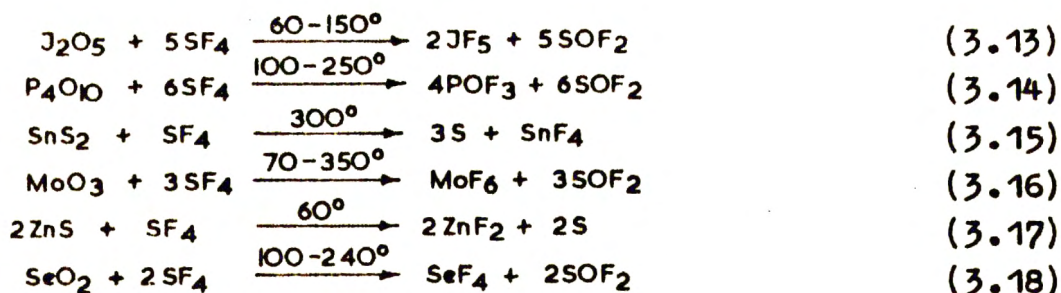 J₂O₅ + 5SF₄ 60-150° → 2JF₅ + 5SOF₂ (3.13)
P₄O₁₀ + 6SF₄ 100-250° → 4POF₃ + 6SOF₂ (3.14)
SnS₂ + SF₄ 300° → 3S + SnF₄ (3.15)
MoO₃ + 3SF₄ 70-350° → MoF₆ + 3SOF₂ (3.16)
2ZnS + SF₄ 60° → 2ZnF₂ + 2S (3.17)
SeO₂ + 2SF₄ 100-240° → SeF₄ + 2SOF₂ (3.18)